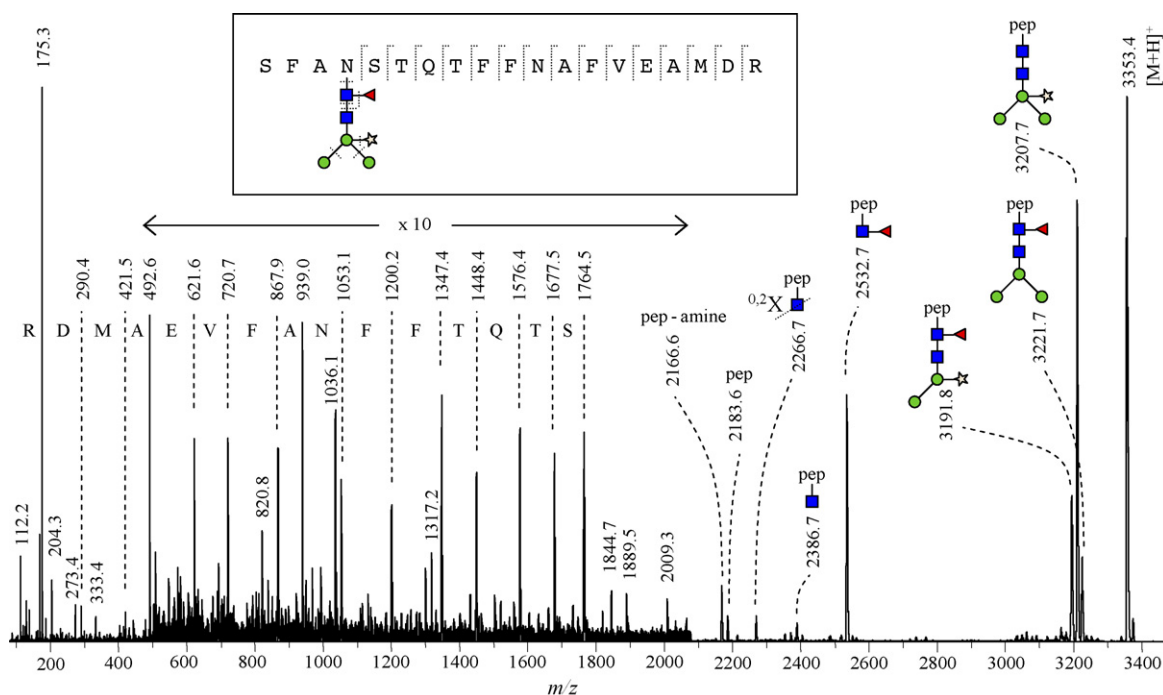 S F A N S T Q T F F N A F V E A M D R
x 10
175.3
290.4
421.5
492.6
621.6
720.7
867.9
939.0
1053.1
1200.2
1347.4
1448.4
1576.4
1677.5
1764.5
R D M A E V F A N F F T Q T S
112.2
204.3
273.4
333.4
820.8
1036.1
1317.2
1844.7
1889.5
2009.3
pep - amine
2166.6
pep
2183.6
0,2X
pep
2266.7
pep
2386.7
pep
2532.7
pep
3191.8
pep
3207.7
pep
3221.7
3353.4
[M+H]+
200 400 600 800 1000 1200 1400 1600 1800 2000 2200 2400 2600 2800 3000 3200 3400
m/z